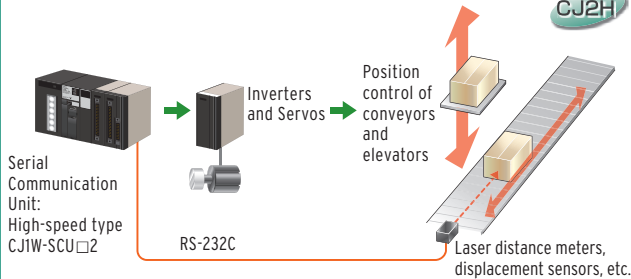 CJ2H
Inverters
and Servos
Position
control of
conveyors
and
elevators
Serial
Communication
Unit:
High-speed type
CJ1W-SCU□2
RS-232C
Laser distance meters,
displacement sensors, etc.